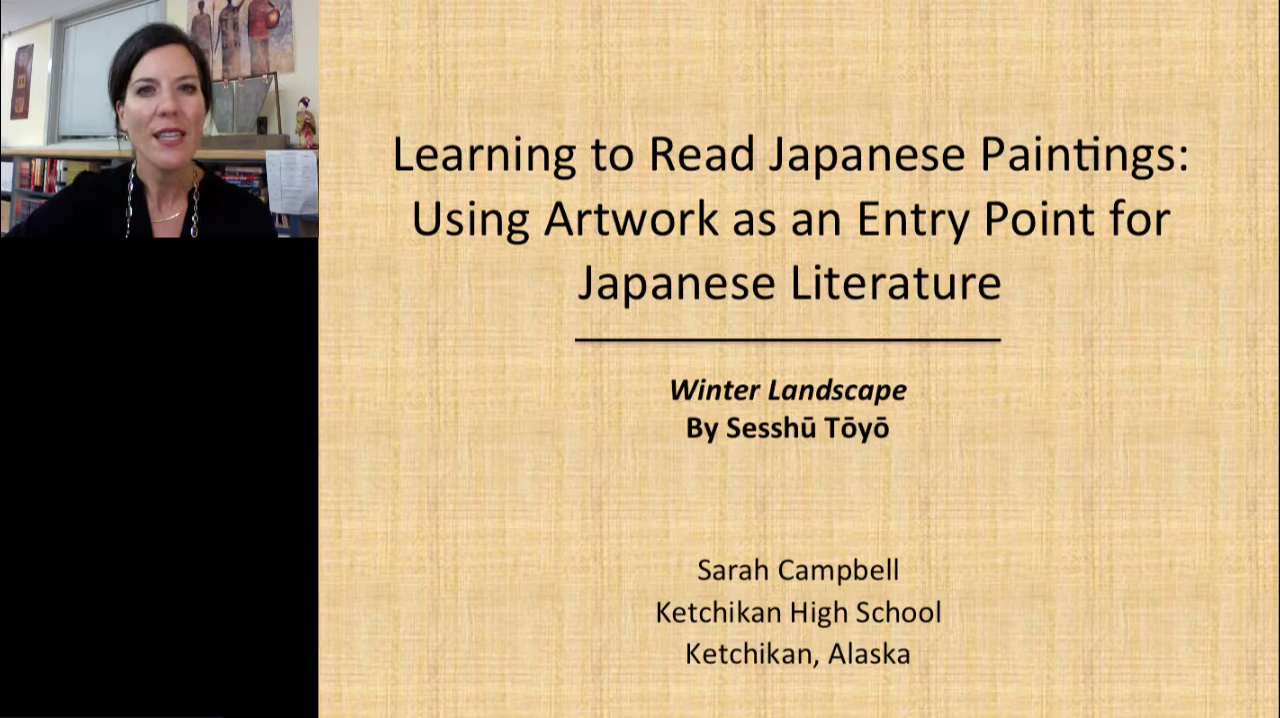 Learning to Read Japanese Paintings:
Using Artwork as an Entry Point for
Japanese Literature
Winter Landscape
By Sesshū Tōyō
Sarah Campbell
Ketchikan High School
Ketchikan, Alaska